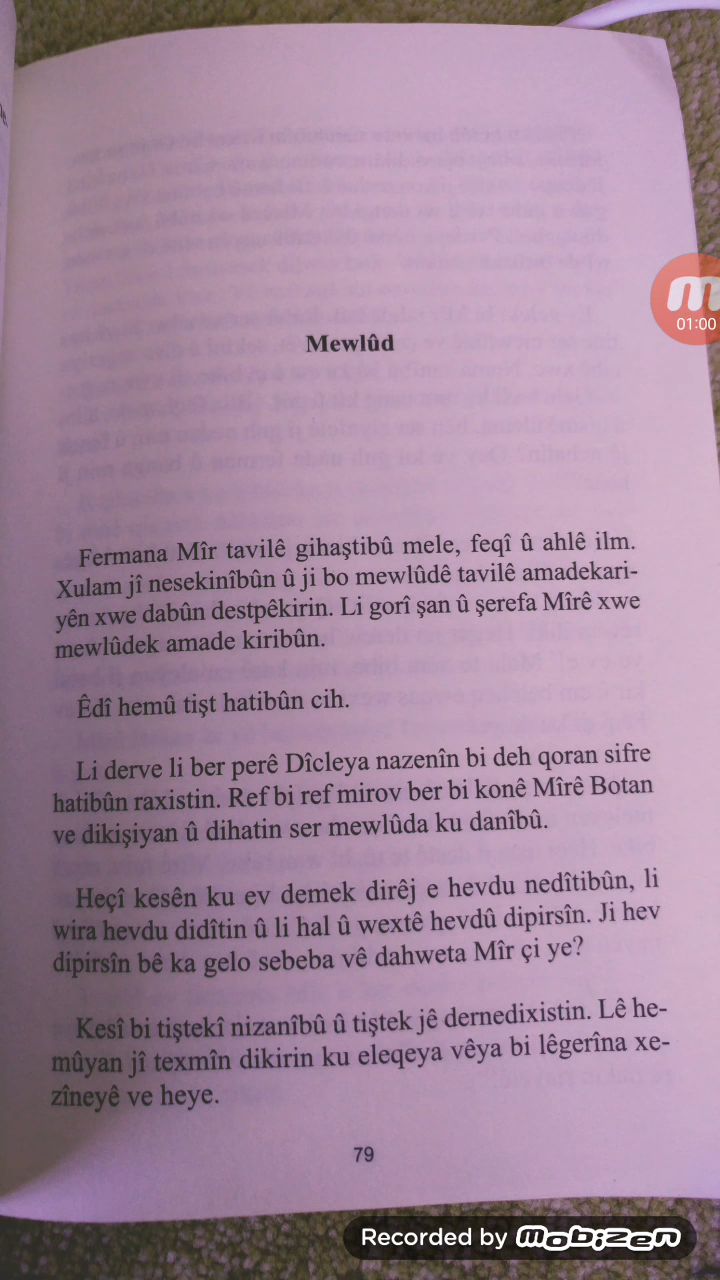 Mewlûd
Fermana Mîr tavilê gihaştibû mele, feqî û ahlê ilm.
Xulam jî nesekinîbûn û ji bo mewlûdê tavilê amadekari-
yên xwe dabûn destpêkirin. Li gorî şan û şerefa Mîrê xwe
mewlûdek amade kiribûn.
Êdî hemû tişt hatibûn cih.
Li derve li ber perê Dîcleya nazenîn bi deh qoran sifre
hatibûn raxistin. Ref bi ref mirov ber bi konê Mîrê Botan
ve dikişiyan û dihatin ser mewlûda ku danîbû.
Heçî kesên ku ev demek dirêj e hevdu nedîtibûn, li
wira hevdu didîtin û li hal û wextê hevdû dipirsîn. Ji hev
dipirsîn bê ka gelo sebeba vê dahweta Mîr çi ye?
Kesî bi tiştekî nizanîbû û tiştek jê dernedixistin. Lê he-
mûyan jî texmîn dikirin ku eleqeya vêya bi lêgerîna xe-
zîneyê ve heye.
79
01:00
Recorded by mobizen